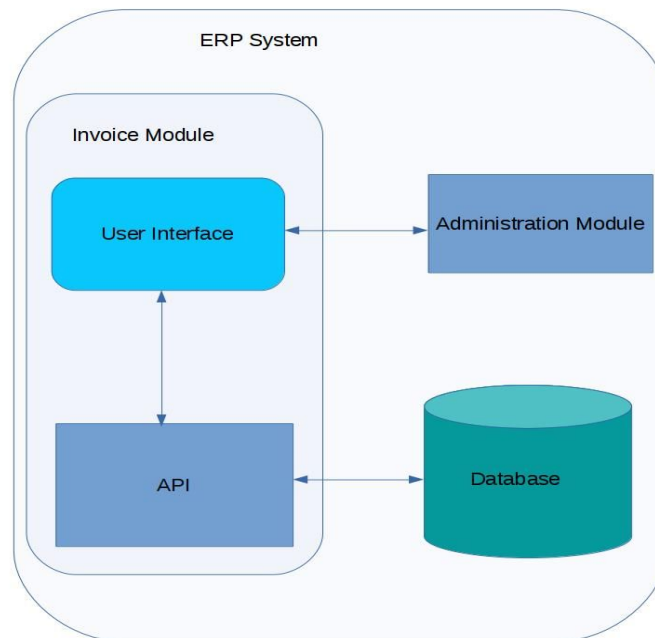 ERP System
Invoice Module
User Interface
Administration Module
API
Database